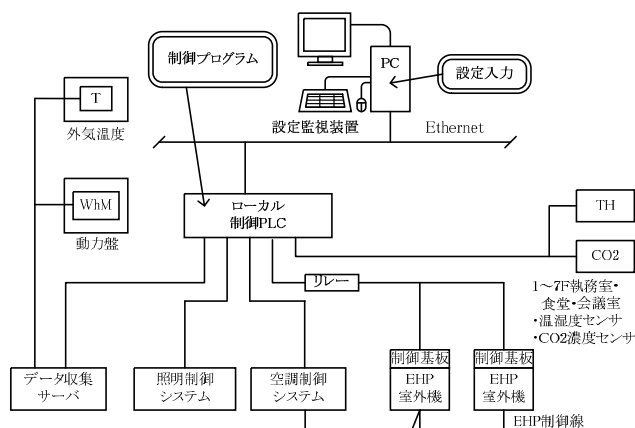 制御プログラム
PC
設定入力
T
外気温度
設定監視装置
Ethernet
WhM
動力盤
ローカル
制御PLC
TH
CO2
リレー
1～7F執務室・
食堂・会議室
・温湿度センサ
・CO2濃度センサ
データ収集
サーバ
照明制御
システム
空調制御
システム
制御基板
EHP
室外機
制御基板
EHP
室外機
EHP制御線